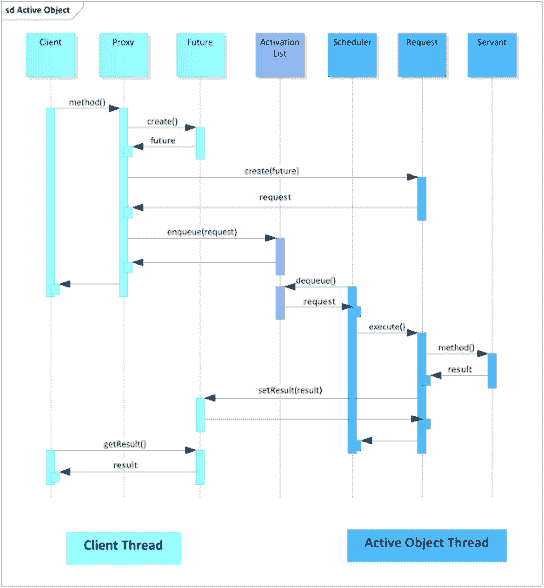 sd Active Object
Client
Proxy
Future
Activation
List
Scheduler
Request
Servant
method()
create()
future
create(future)
request
enqueue(request)
dequeue()
request
execute()
method()
result
setResult(result)
getResult()
result
Client Thread
Active Object Thread